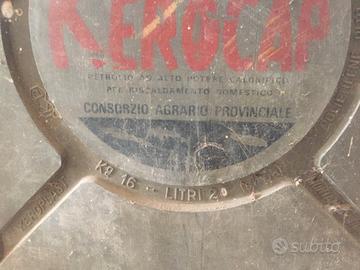 KEROCAP
PETROLIO AD ALTO POTERE CALORIFICO
PER RISCALDAMENTO DOMESTICO
CONSORZIO AGRARIO PROVINCIALE
KG 16 -- LITRI 20
subito